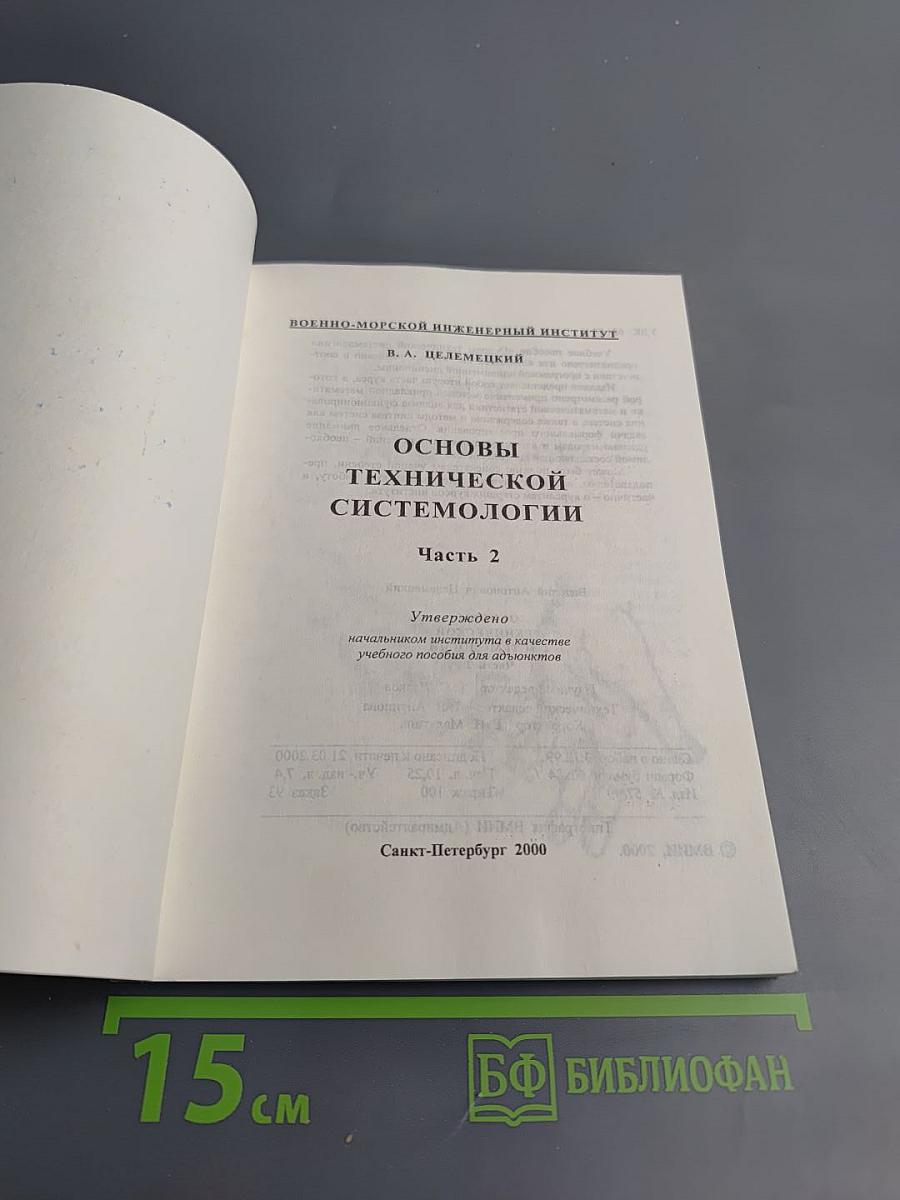 ВОЕННО-МОРСКОЙ ИНЖЕНЕРНЫЙ ИНСТИТУТ
В. А. ЦЕЛЕМЕЦКИЙ
ОСНОВЫ
ТЕХНИЧЕСКОЙ
СИСТЕМОЛОГИИ
Часть 2
Утверждено
начальником института в качестве
учебного пособия для адъюнктов
Санкт-Петербург 2000
15 см
БФ БИБЛИОФАН